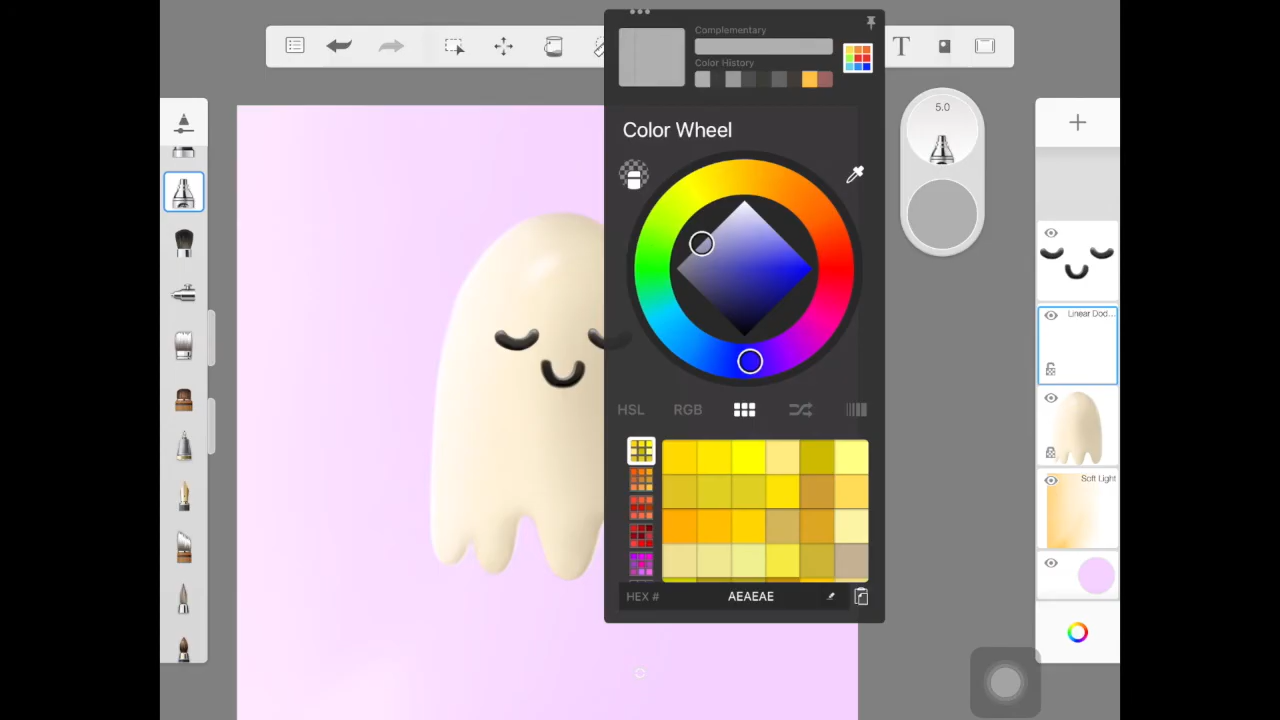 Complementary
Color History
T
5.0
Color Wheel
Linear Dod...
HSL
RGB
Soft Light
HEX #
AEAEAE